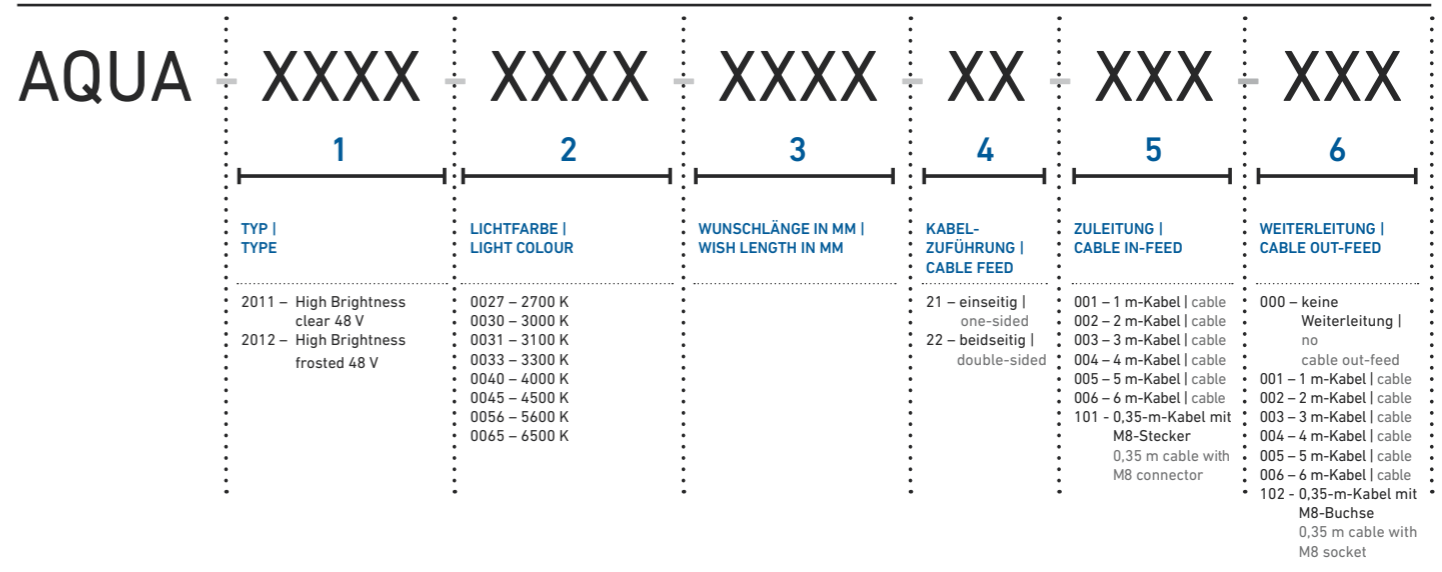 AQUA - XXXX - XXXX - XXXX - XX - XXX - XXX
1
2
3
4
5
6
TYP |
TYPE
2011 – High Brightness
clear 48 V
2012 – High Brightness
frosted 48 V
LICHTFARBE |
LIGHT COLOUR
0027 – 2700 K
0030 – 3000 K
0031 – 3100 K
0033 – 3300 K
0040 – 4000 K
0045 – 4500 K
0056 – 5600 K
0065 – 6500 K
WUNSCHLÄNGE IN MM |
WISH LENGTH IN MM
KABEL-
ZUFÜHRUNG |
CABLE FEED
21 – einseitig |
one-sided
22 – beidseitig |
double-sided
ZULEITUNG |
CABLE IN-FEED
001 – 1 m-Kabel | cable
002 – 2 m-Kabel | cable
003 – 3 m-Kabel | cable
004 – 4 m-Kabel | cable
005 – 5 m-Kabel | cable
006 – 6 m-Kabel | cable
101 - 0,35-m-Kabel mit
M8-Stecker
0,35 m cable with
M8 connector
WEITERLEITUNG |
CABLE OUT-FEED
000 – keine
Weiterleitung |
no
cable out-feed
001 – 1 m-Kabel | cable
002 – 2 m-Kabel | cable
003 – 3 m-Kabel | cable
004 – 4 m-Kabel | cable
005 – 5 m-Kabel | cable
006 – 6 m-Kabel | cable
102 - 0,35-m-Kabel mit
M8-Buchse
0,35 m cable with
M8 socket